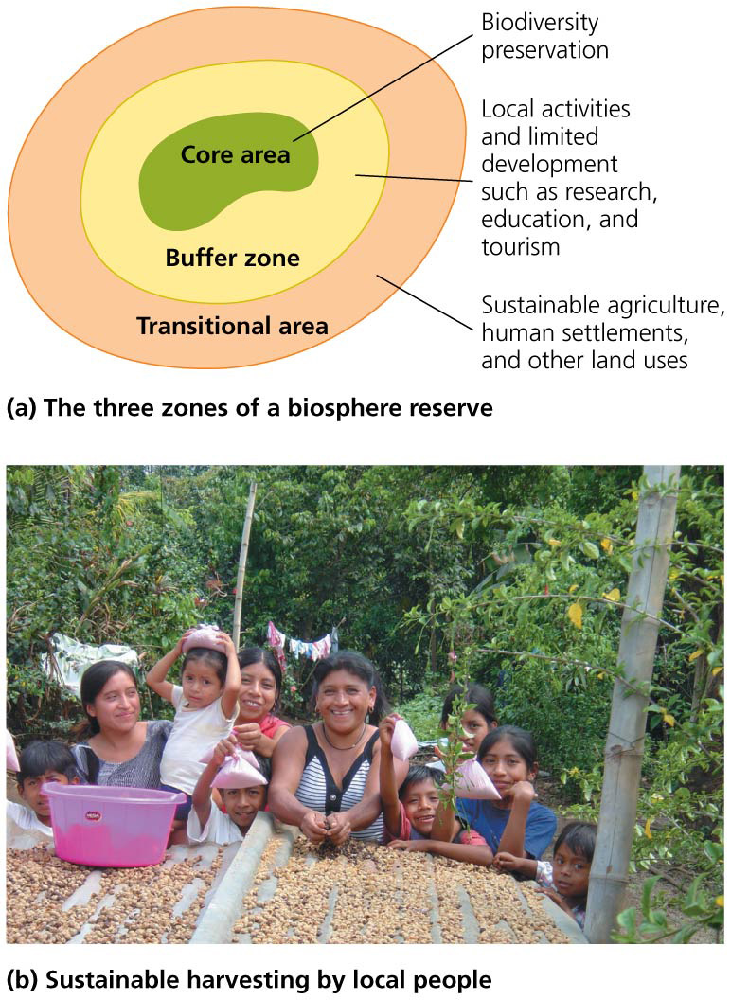 Biodiversity
preservation
Local activities
and limited
development
such as research,
education, and
tourism
Core area
Buffer zone
Transitional area
Sustainable agriculture,
human settlements,
and other land uses
(a) The three zones of a biosphere reserve
(b) Sustainable harvesting by local people